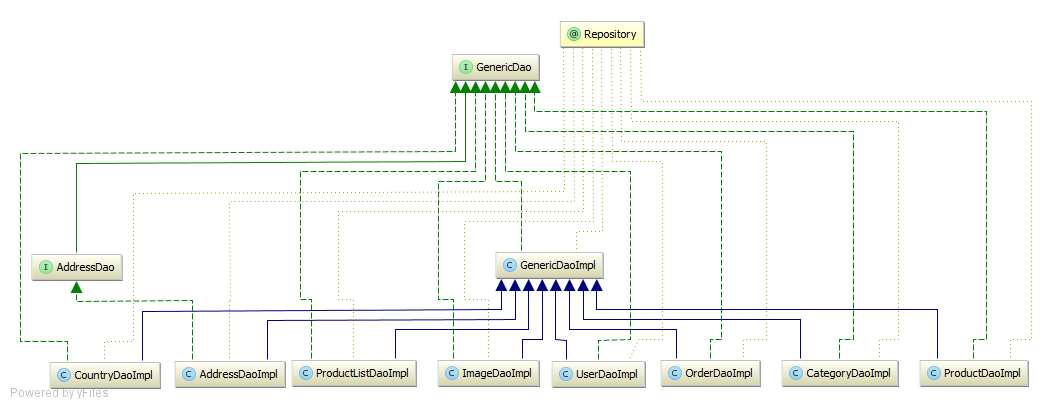 @ Repository
I GenericDao
I AddressDao
C GenericDaoImpl
C CountryDaoImpl
C AddressDaoImpl
C ProductListDaoImpl
C ImageDaoImpl
C UserDaoImpl
C OrderDaoImpl
C CategoryDaoImpl
C ProductDaoImpl
Powered by yFiles